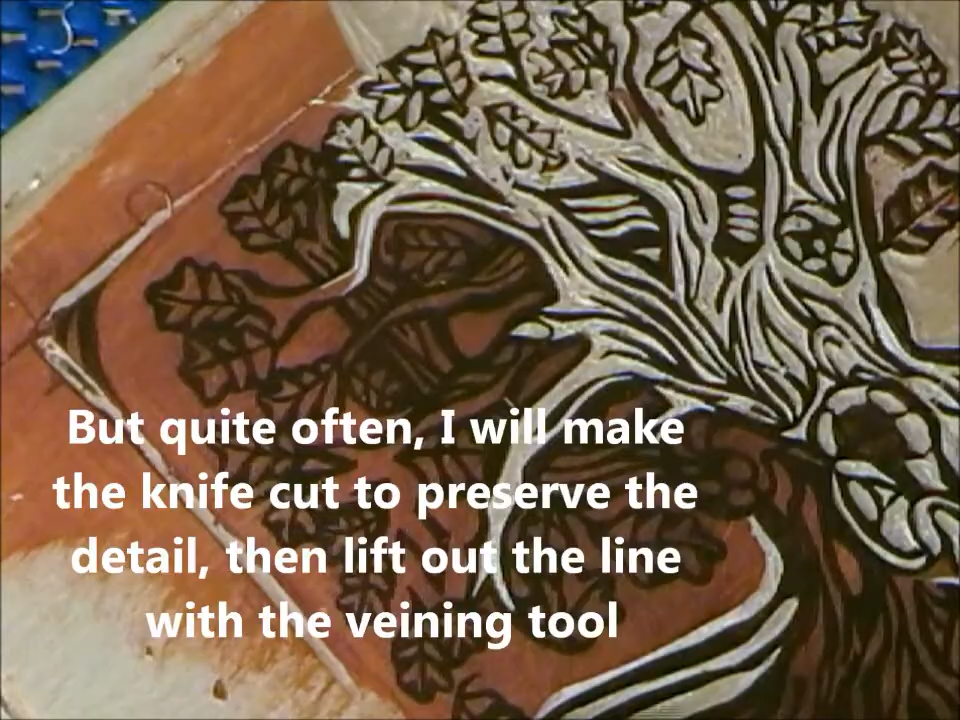 But quite often, I will make
the knife cut to preserve the
detail, then lift out the line
with the veining tool